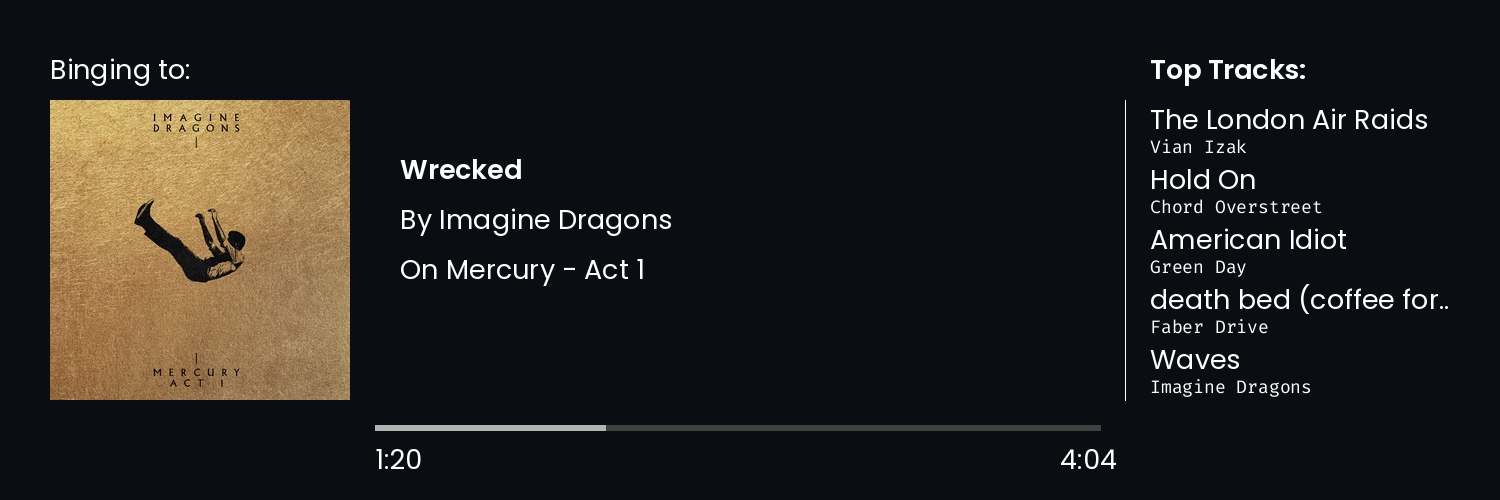 Binging to:
IMAGINE
DRAGONS
MERCURY
ACT I
Wrecked
By Imagine Dragons
On Mercury - Act 1
1:20
4:04
Top Tracks:
The London Air Raids
Vian Izak
Hold On
Chord Overstreet
American Idiot
Green Day
death bed (coffee for..
Faber Drive
Waves
Imagine Dragons